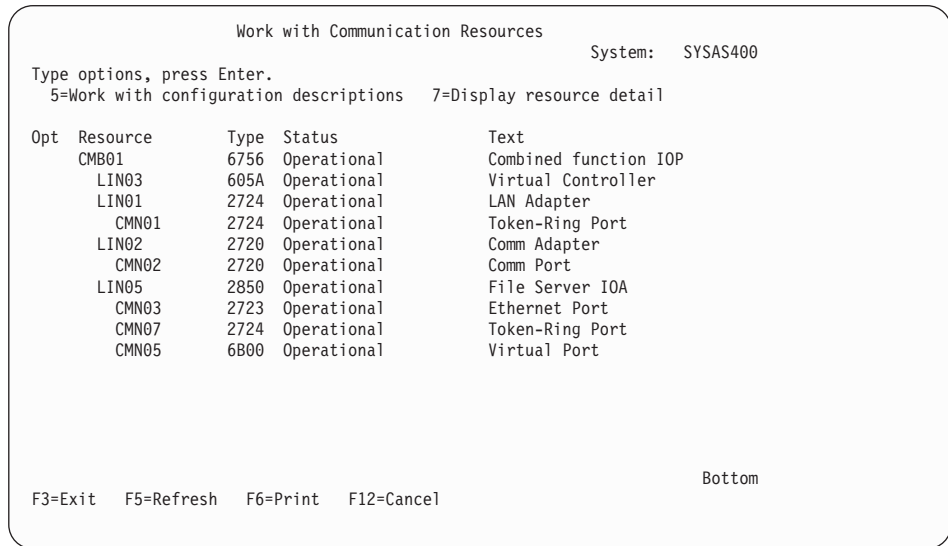 Work with Communication Resources
System: SYSAS400
Type options, press Enter.
5=Work with configuration descriptions 7=Display resource detail
Opt Resource Type Status Text
CMB01 6756 Operational Combined function IOP
LIN03 605A Operational Virtual Controller
LIN01 2724 Operational LAN Adapter
CMN01 2724 Operational Token-Ring Port
LIN02 2720 Operational Comm Adapter
CMN02 2720 Operational Comm Port
LIN05 2850 Operational File Server IOA
CMN03 2723 Operational Ethernet Port
CMN07 2724 Operational Token-Ring Port
CMN05 6B00 Operational Virtual Port
Bottom
F3=Exit F5=Refresh F6=Print F12=Cancel